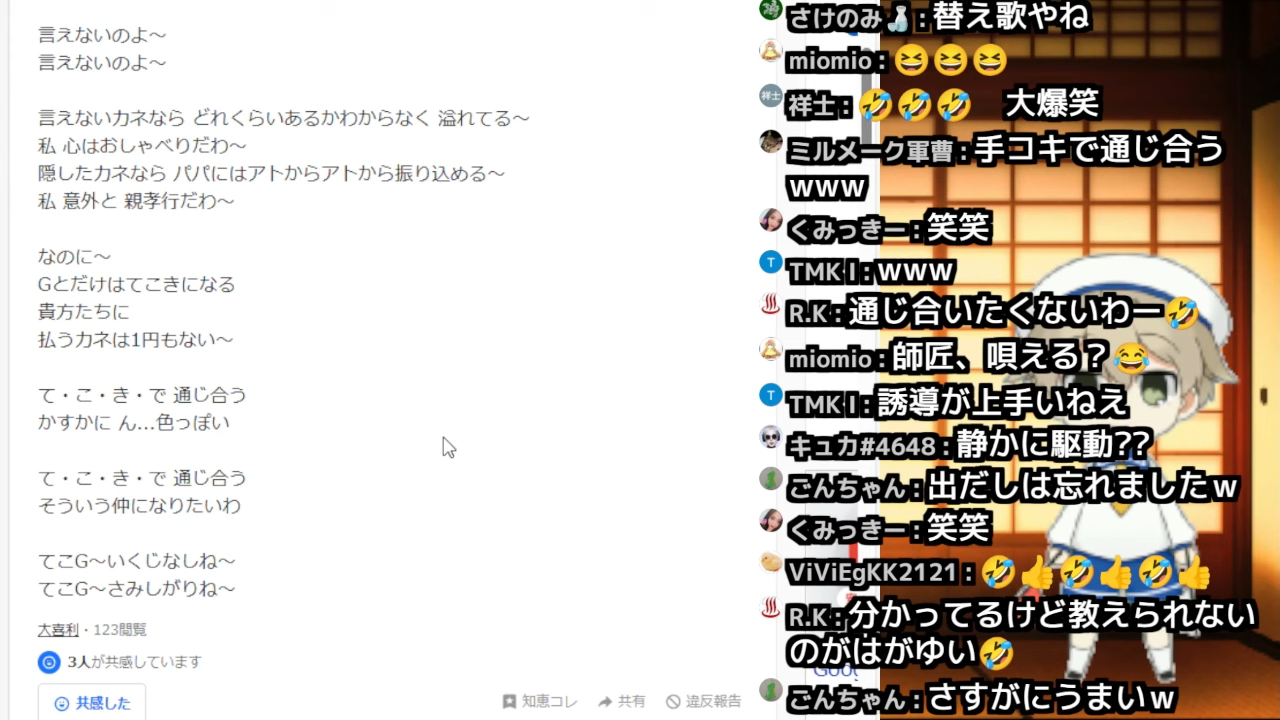 言えないのよ～
言えないのよ～
言えないカネなら どれくらいあるかわからなく 溢れてる～
私 心はおしゃべりだわ～
隠したカネなら パパにはアトからアトから振り込める～
私 意外と 親孝行だわ～
なのに～
Gとだけはてこきになる
貴方たちに
払うカネは1円もない～
て・こ・き・で 通じ合う
かすかに ん...色っぽい
て・こ・き・で 通じ合う
そういう仲になりたいわ
てこG～いくじなしね～
てこG～さみしがりね～
大喜利・123閲覧
3人が共感しています
共感した
知恵コレ 共有 違反報告
さけのみ🍶:替え歌やね
miomio:😆😆😆
祥士
祥士:🤣🤣🤣 大爆笑
ミルメーク軍曹:手コキで通じ合う
www
くみっきー:笑笑
T
TMK I:www
R.K:通じ合いたくないわー🤣
miomio:師匠、唄える?😂
T
TMK I:誘導が上手いねえ
キュカ#4648:静かに駆動??
ごんちゃん:出だしは忘れましたw
くみっきー:笑笑
ViViEgKK2121:🤣👍🤣👍🤣👍
R.K:分かってるけど教えられない
のがはがゆい🤣
ごんちゃん:さすがにうまいw